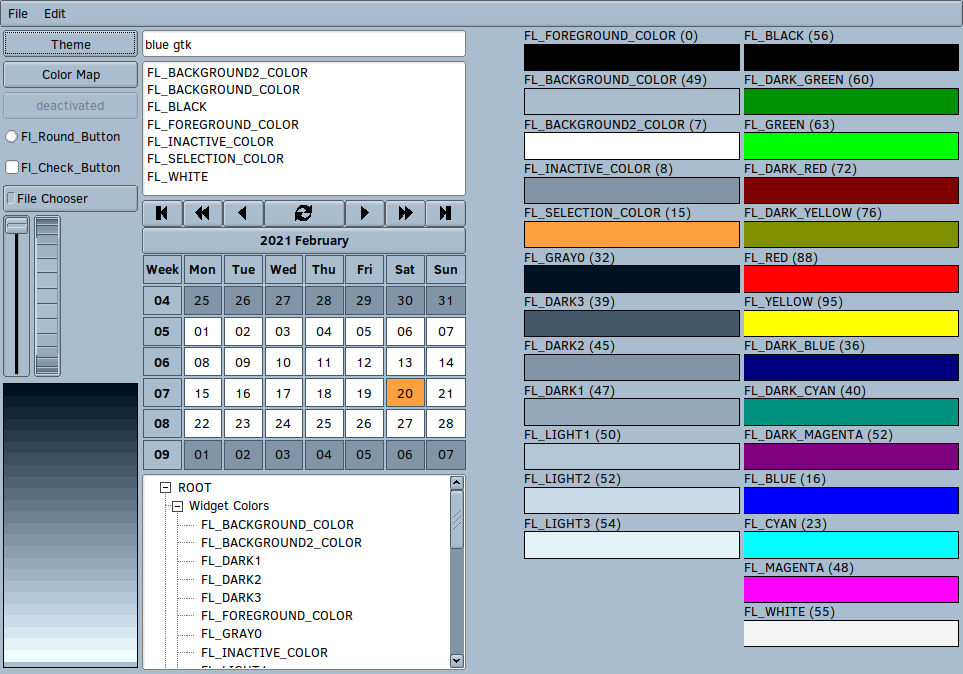 File Edit
Theme
Color Map
deactivated
Fl_Round_Button
Fl_Check_Button
File Chooser
blue gtk
FL_BACKGROUND2_COLOR
FL_BACKGROUND_COLOR
FL_BLACK
FL_FOREGROUND_COLOR
FL_INACTIVE_COLOR
FL_SELECTION_COLOR
FL_WHITE
2021 February
Week Mon Tue Wed Thu Fri Sat Sun
04 25 26 27 28 29 30 31
05 01 02 03 04 05 06 07
06 08 09 10 11 12 13 14
07 15 16 17 18 19 20 21
08 22 23 24 25 26 27 28
09 01 02 03 04 05 06 07
ROOT
Widget Colors
FL_BACKGROUND_COLOR
FL_BACKGROUND2_COLOR
FL_DARK1
FL_DARK2
FL_DARK3
FL_FOREGROUND_COLOR
FL_GRAY0
FL_INACTIVE_COLOR
FL_FOREGROUND_COLOR (0)
FL_BACKGROUND_COLOR (49)
FL_BACKGROUND2_COLOR (7)
FL_INACTIVE_COLOR (8)
FL_SELECTION_COLOR (15)
FL_GRAY0 (32)
FL_DARK3 (39)
FL_DARK2 (45)
FL_DARK1 (47)
FL_LIGHT1 (50)
FL_LIGHT2 (52)
FL_LIGHT3 (54)
FL_BLACK (56)
FL_DARK_GREEN (60)
FL_GREEN (63)
FL_DARK_RED (72)
FL_DARK_YELLOW (76)
FL_RED (88)
FL_YELLOW (95)
FL_DARK_BLUE (36)
FL_DARK_CYAN (40)
FL_DARK_MAGENTA (52)
FL_BLUE (16)
FL_CYAN (23)
FL_MAGENTA (48)
FL_WHITE (55)